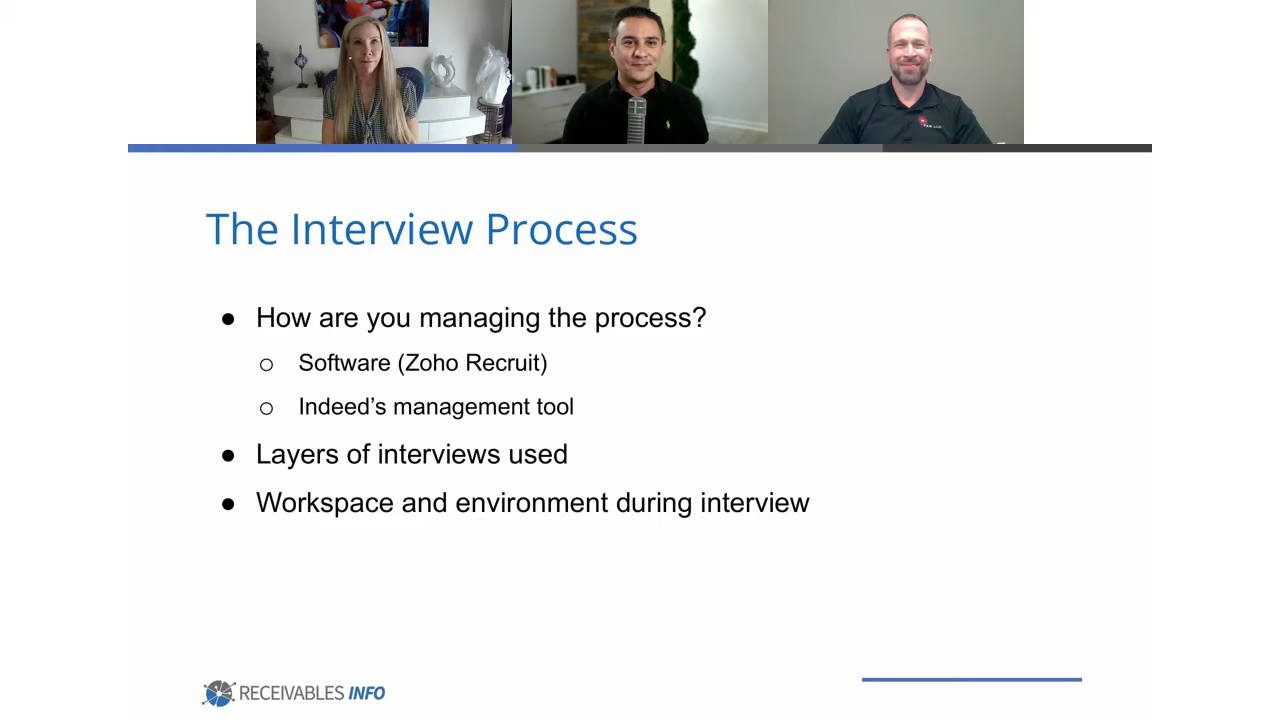 The Interview Process
● How are you managing the process?
○ Software (Zoho Recruit)
○ Indeed’s management tool
● Layers of interviews used
● Workspace and environment during interview
RECEIVABLES INFO